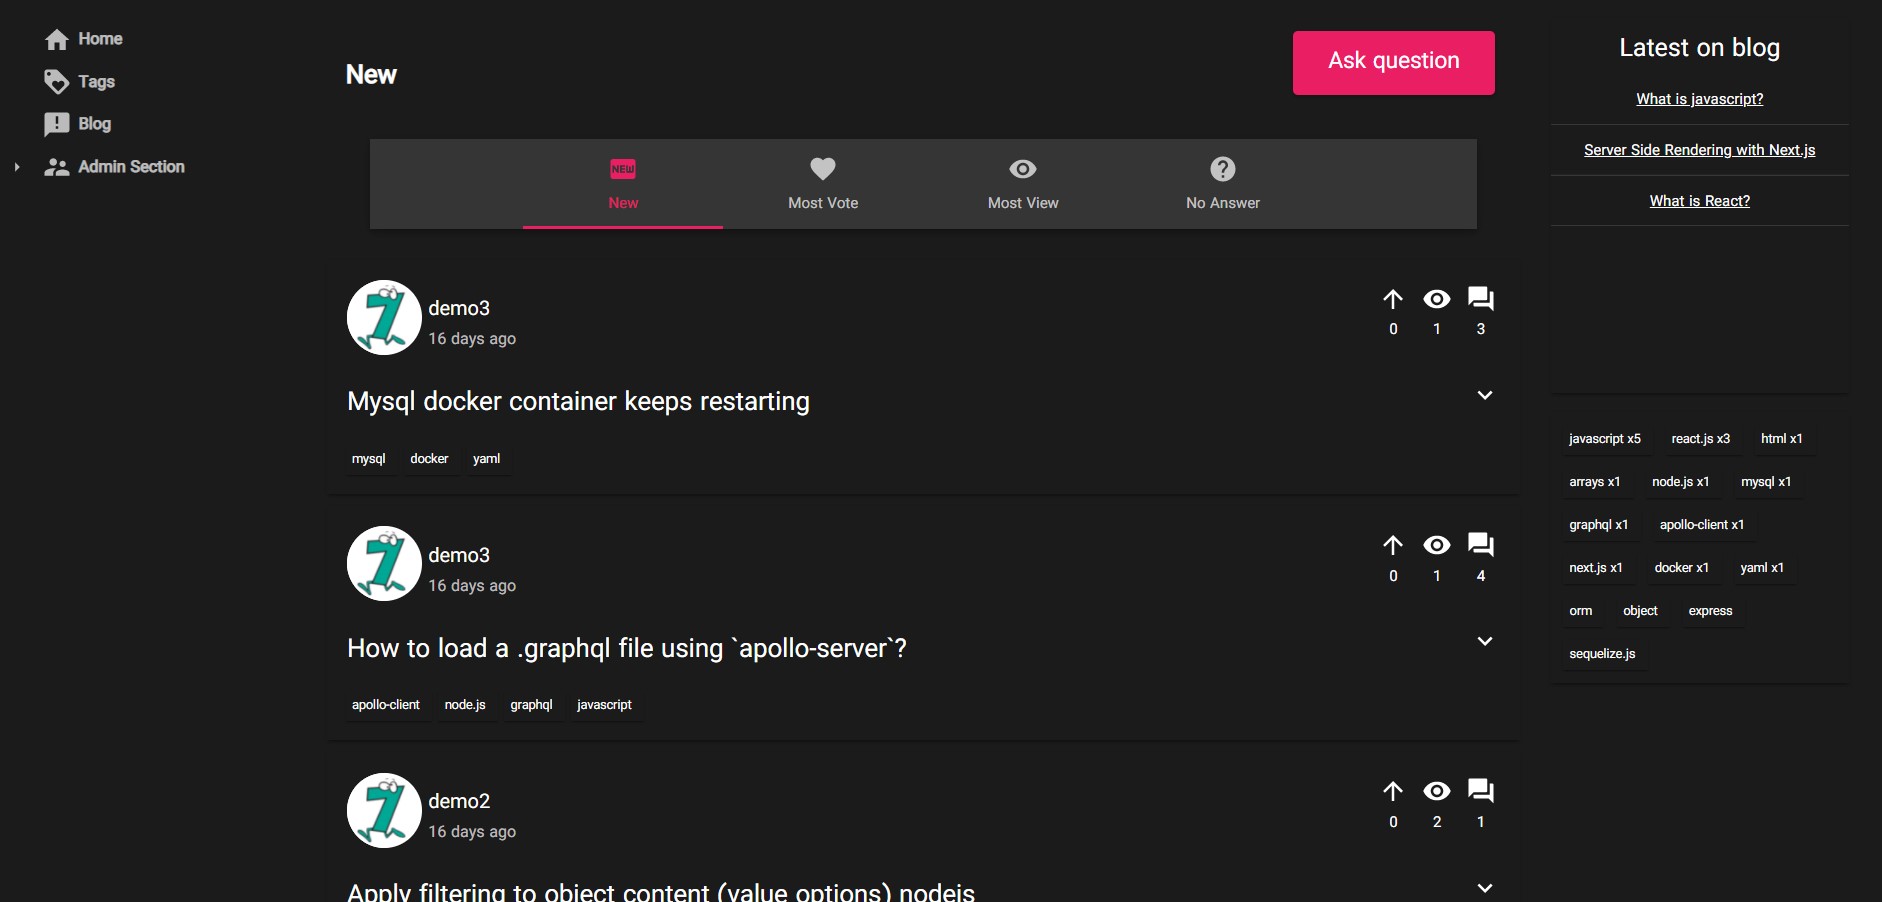 Home
Tags
Blog
Admin Section
New
Ask question
NEW
New
Most Vote
Most View
No Answer
demo3
16 days ago
0 1 3
Mysql docker container keeps restarting
mysql docker yaml
demo3
16 days ago
0 1 4
How to load a .graphql file using `apollo-server`?
apollo-client node.js graphql javascript
demo2
16 days ago
0 2 1
Apply filtering to object content (value options) nodejs
Latest on blog
What is javascript?
Server Side Rendering with Next.js
What is React?
javascript x5 react.js x3 html x1
arrays x1 node.js x1 mysql x1
graphql x1 apollo-client x1
next.js x1 docker x1 yaml x1
orm object express
sequelize.js